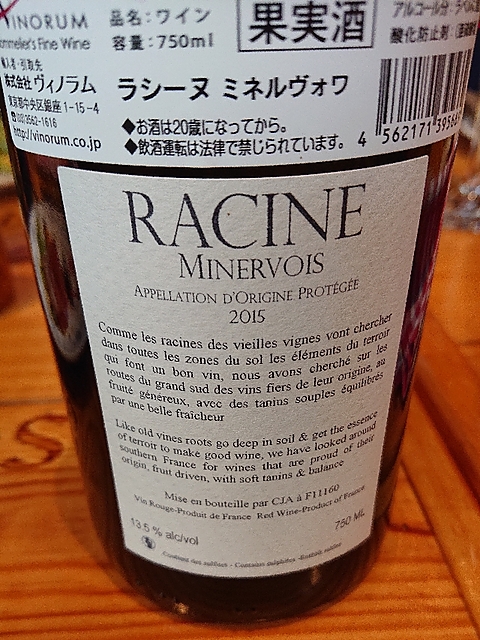 VINORUM
Sommelier's Fine Wine
輸入者・引取先
株式会社 ヴィノラム
東京都中央区銀座 1-15-4
http://vinorum.co.jp
品名：ワイン
容量：750ml
果実酒
ラシーヌ ミネルヴォワ
◆お酒は20歳になってから。
◆飲酒運転は法律で禁じられています。
RACINE
MINERVOIS
APPELLATION D'ORIGINE PROTÉGÉE
2015
Comme les racines des vieilles vignes vont chercher
dans toutes les zones du sol les éléments du terroir
qui font un bon vin, nous avons cherché sur les
routes du grand sud des vins fiers de leur origine, au
fruité généreux, avec des tanins souples équilibrés
par une belle fraîcheur
Like old vines roots go deep in soil & get the essence
of terroir to make good wine, we have looked around
southern France for wines that are proud of their
origin, fruit driven, with soft tanins & balance
Mise en bouteille par CJA à F11160
Vin Rouge-Produit de France Red Wine-Product of France
13.5 % alc/vol
750 ML